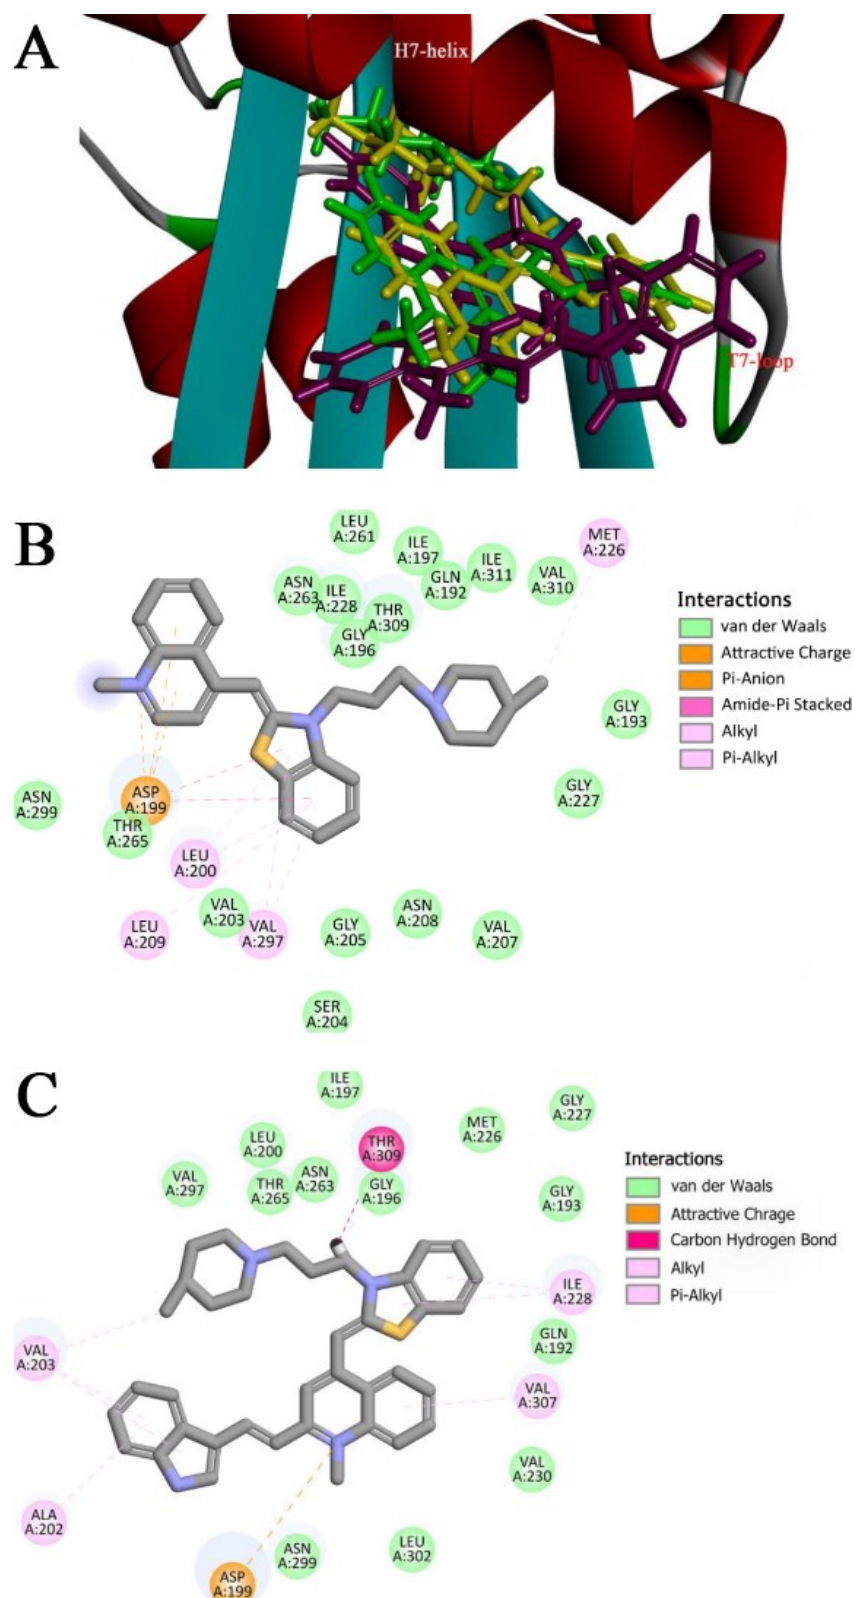 A
H7-helix
T7-loop
B
LEU
A:261
ILE
A:197
ILE
A:311
MET
A:226
ASN
A:263
ILE
A:228
GLN
A:192
VAL
A:310
THR
A:309
GLY
A:196
Interactions
van der Waals
Attractive Charge
Pi-Anion
Amide-Pi Stacked
Alkyl
Pi-Alkyl
GLY
A:193
GLY
A:227
ASN
A:299
ASP
A:199
THR
A:265
LEU
A:200
VAL
A:203
LEU
A:209
VAL
A:297
GLY
A:205
ASN
A:208
VAL
A:207
SER
A:204
C
ILE
A:197
GLY
A:227
MET
A:226
THR
A:309
LEU
A:200
VAL
A:297
THR
A:265
ASN
A:263
GLY
A:196
GLY
A:193
Interactions
van der Waals
Attractive Chrage
Carbon Hydrogen Bond
Alkyl
Pi-Alkyl
ILE
A:228
GLN
A:192
VAL
A:203
VAL
A:307
VAL
A:230
ALA
A:202
ASN
A:299
LEU
A:302
ASP
A:199